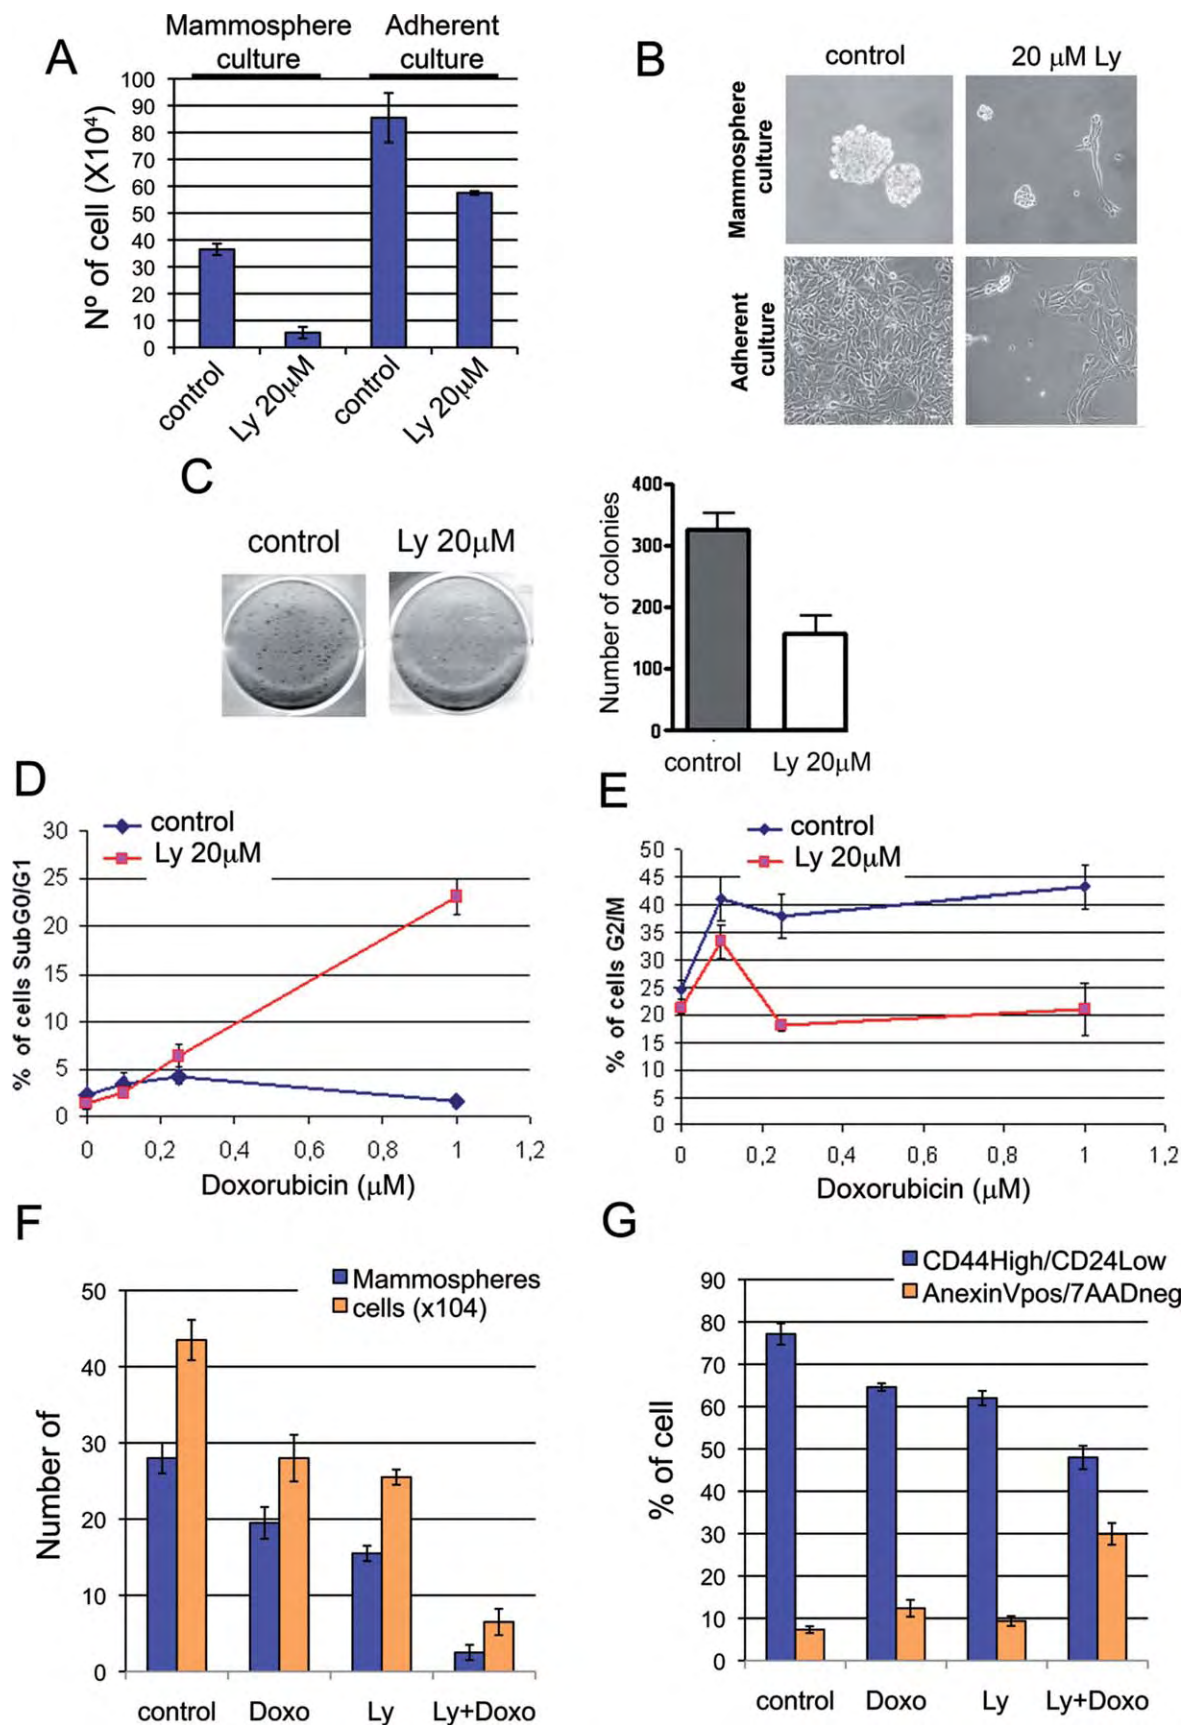 A
Mammosphere culture
Adherent culture
Nº of cell (X10⁴)
100
90
80
70
60
50
40
30
20
10
0
control
Ly 20μM
control
Ly 20μM
B
control
20 μM Ly
Mammosphere culture
Adherent culture
C
control
Ly 20μM
Number of colonies
400
300
200
100
0
control
Ly 20μM
D
control
Ly 20μM
% of cells SubG0/G1
30
25
20
15
10
5
0
0 0,2 0,4 0,6 0,8 1 1,2
Doxorubicin (μM)
E
control
Ly 20μM
% of cells G2/M
50
45
40
35
30
25
20
15
10
5
0
0 0,2 0,4 0,6 0,8 1 1,2
Doxorubicin (μM)
F
Mammospheres
cells (x104)
Number of
50
40
30
20
10
0
control Doxo Ly Ly+Doxo
G
CD44High/CD24Low
AnexinVpos/7AADneg
% of cell
90
80
70
60
50
40
30
20
10
0
control Doxo Ly Ly+Doxo